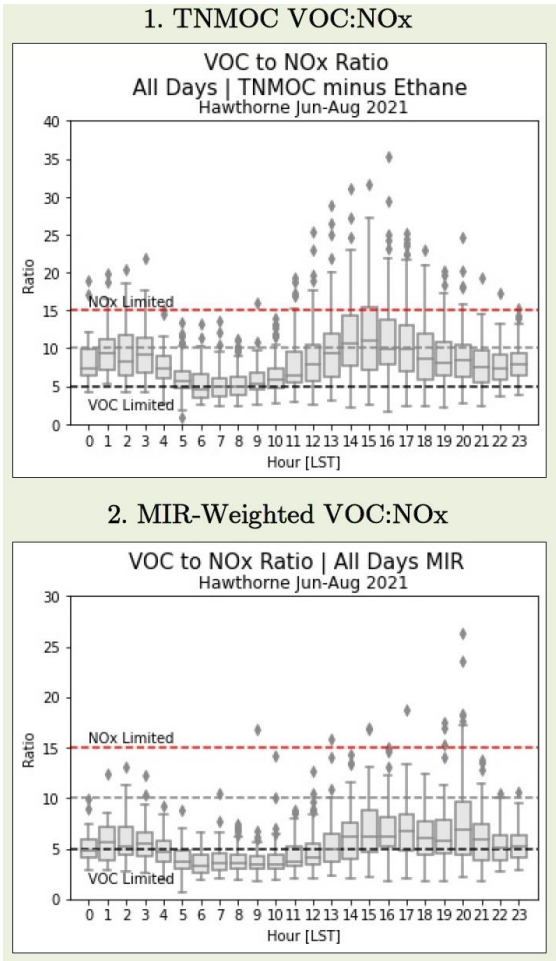 1. TNMOC VOC:NOx
VOC to NOx Ratio
All Days | TNMOC minus Ethane
Hawthorne Jun-Aug 2021
40
35
30
25
20
15
10
5
0
Ratio
NOx Limited
VOC Limited
0 1 2 3 4 5 6 7 8 9 10 11 12 13 14 15 16 17 18 19 20 21 22 23
Hour [LST]
2. MIR-Weighted VOC:NOx
VOC to NOx Ratio | All Days MIR
Hawthorne Jun-Aug 2021
30
25
20
15
10
5
0
Ratio
NOx Limited
VOC Limited
0 1 2 3 4 5 6 7 8 9 10 11 12 13 14 15 16 17 18 19 20 21 22 23
Hour [LST]